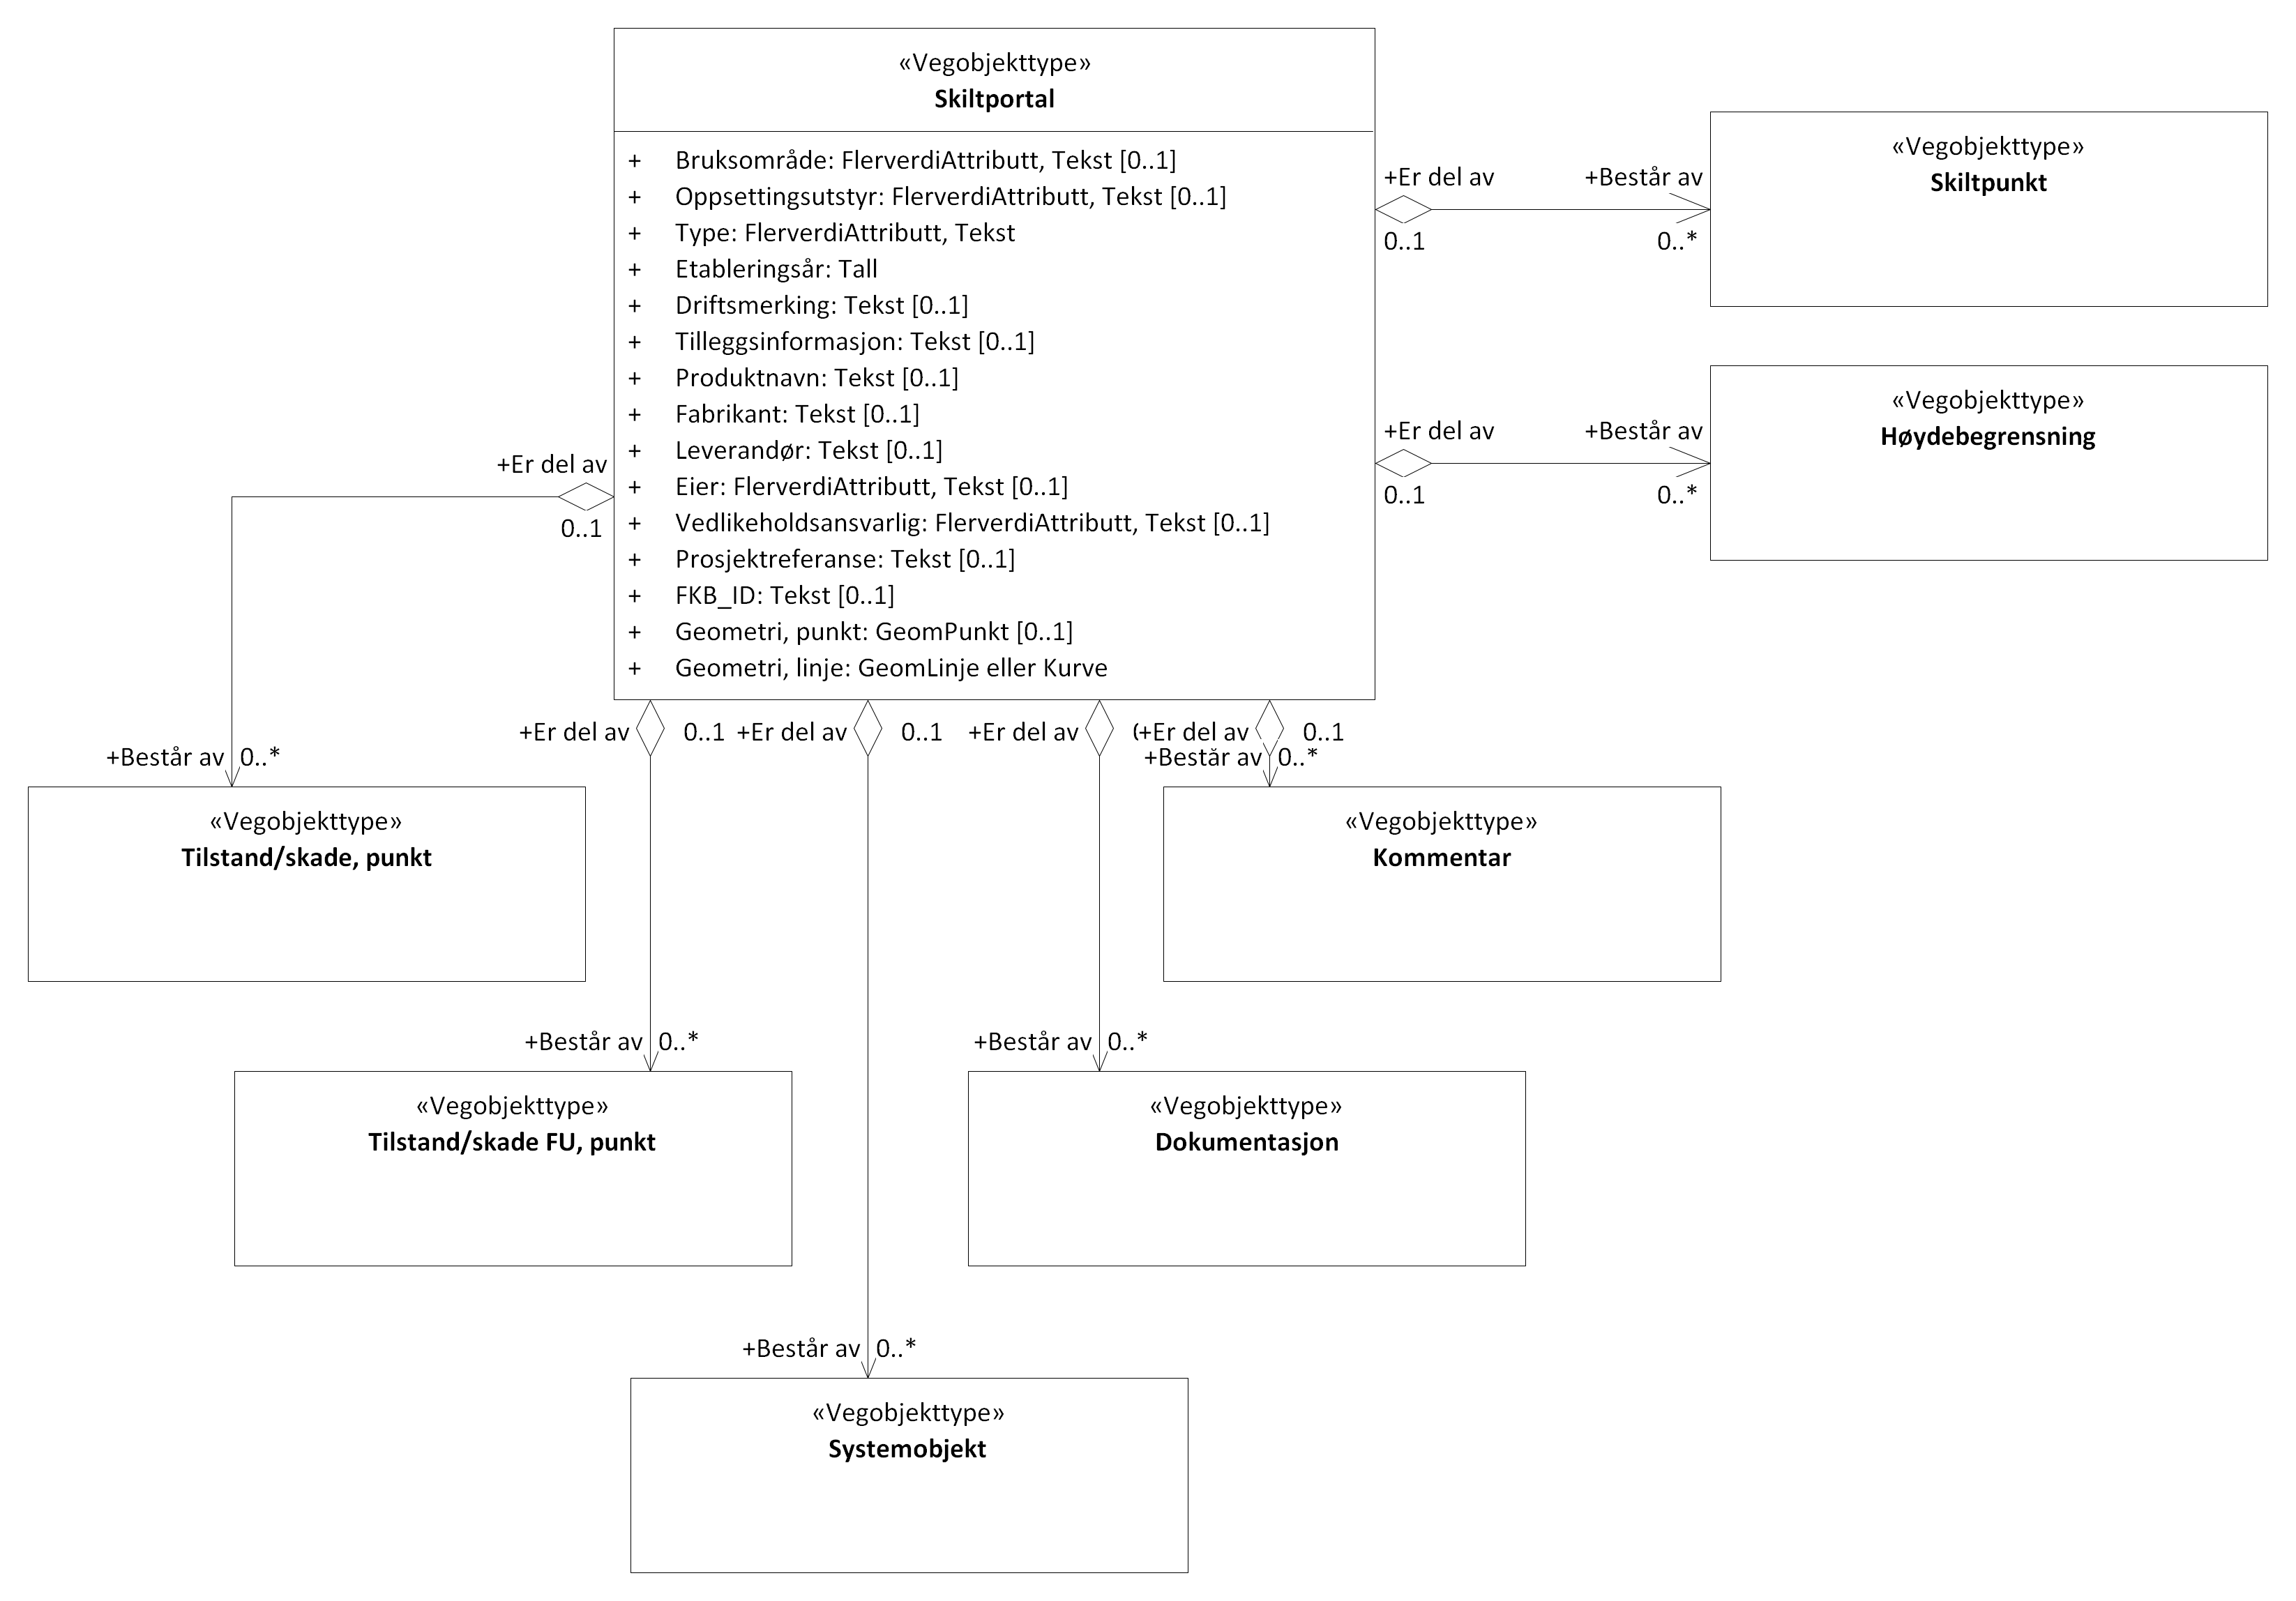 «Vegobjekttype»
Skiltportal
+ Bruksområde: FlerverdiAttributt, Tekst [0..1]
+ Oppsettingsutstyr: FlerverdiAttributt, Tekst [0..1]
+ Type: FlerverdiAttributt, Tekst
+ Etableringsår: Tall
+ Driftsmerking: Tekst [0..1]
+ Tilleggsinformasjon: Tekst [0..1]
+ Produktnavn: Tekst [0..1]
+ Fabrikant: Tekst [0..1]
+ Leverandør: Tekst [0..1]
+ Eier: FlerverdiAttributt, Tekst [0..1]
+ Vedlikeholdsansvarlig: FlerverdiAttributt, Tekst [0..1]
+ Prosjektreferanse: Tekst [0..1]
+ FKB_ID: Tekst [0..1]
+ Geometri, punkt: GeomPunkt [0..1]
+ Geometri, linje: GeomLinje eller Kurve
+Er del av +Består av
0..1 0..*
«Vegobjekttype»
Skiltpunkt
+Er del av +Består av
0..1 0..*
«Vegobjekttype»
Høydebegrensning
+Er del av
0..1
+Består av 0..*
«Vegobjekttype»
Tilstand/skade, punkt
+Er del av 0..1 +Er del av 0..1 +Er del av +Er del av 0..1
+Består av 0..*
«Vegobjekttype»
Kommentar
+Består av 0..*
«Vegobjekttype»
Tilstand/skade FU, punkt
+Består av 0..*
«Vegobjekttype»
Dokumentasjon
+Består av 0..*
«Vegobjekttype»
Systemobjekt